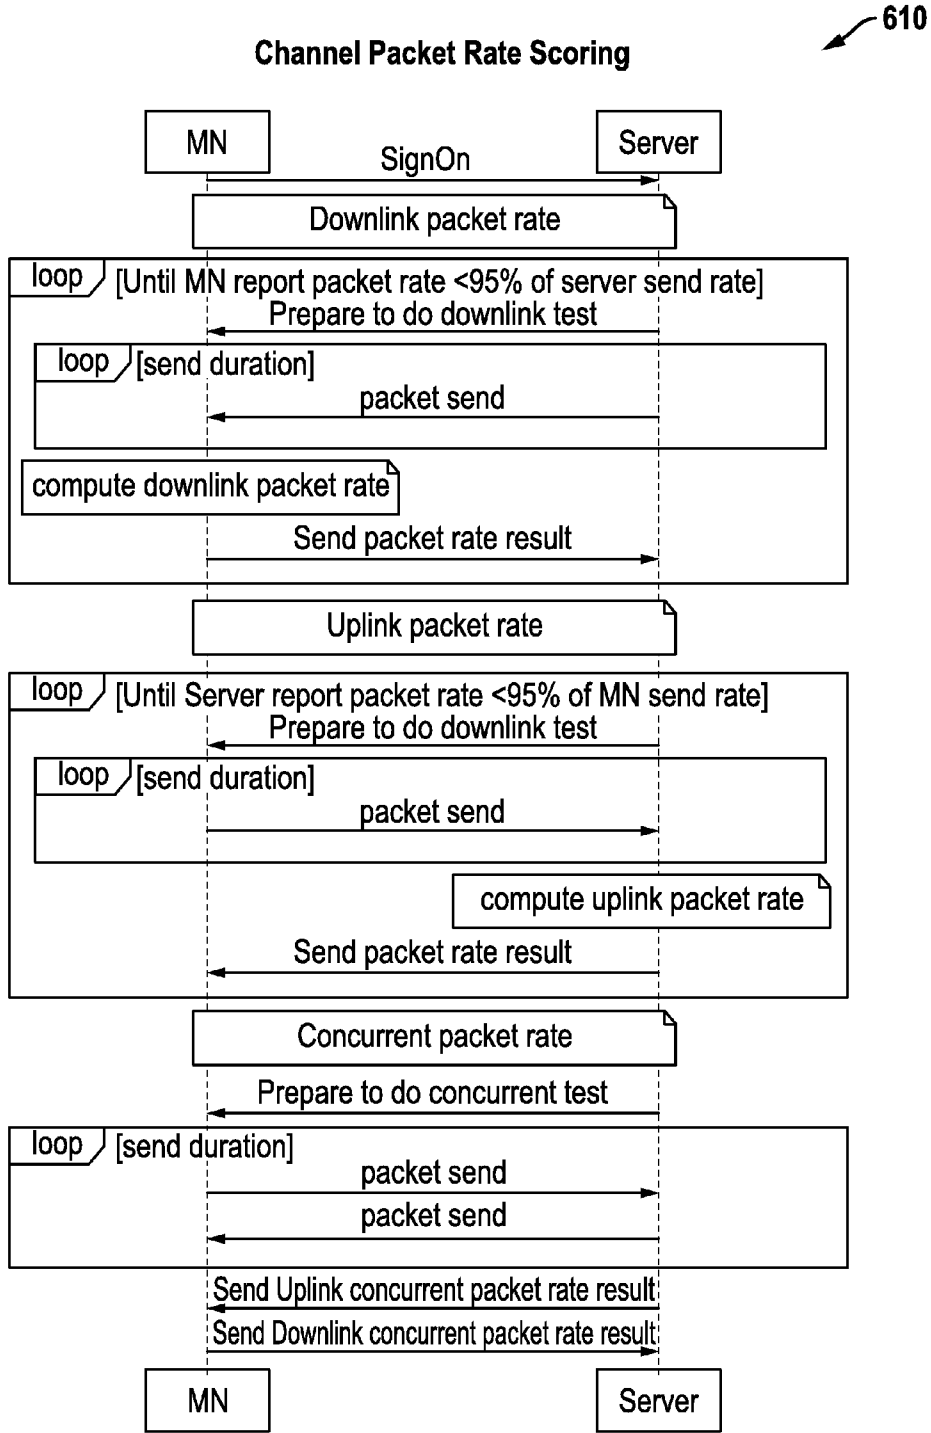 610
Channel Packet Rate Scoring
MN
Server
SignOn
Downlink packet rate
loop
[Until MN report packet rate <95% of server send rate]
Prepare to do downlink test
loop
[send duration]
packet send
compute downlink packet rate
Send packet rate result
Uplink packet rate
loop
[Until Server report packet rate <95% of MN send rate]
Prepare to do downlink test
loop
[send duration]
packet send
compute uplink packet rate
Send packet rate result
Concurrent packet rate
Prepare to do concurrent test
loop
[send duration]
packet send
packet send
Send Uplink concurrent packet rate result
Send Downlink concurrent packet rate result
MN
Server